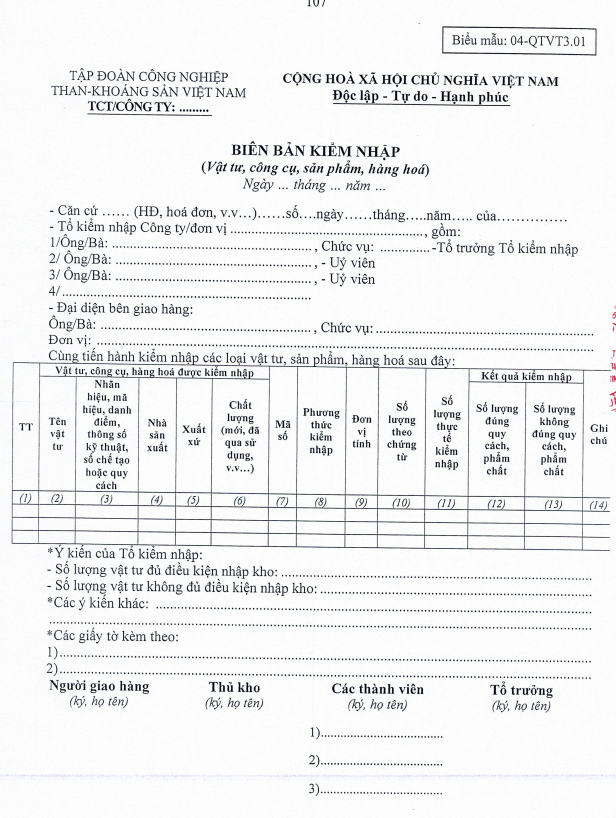 107
Biểu mẫu: 04-QTVT3.01
TẬP ĐOÀN CÔNG NGHIỆP
THAN-KHOÁNG SẢN VIỆT NAM
TCT/CÔNG TY: .........
CỘNG HOÀ XÃ HỘI CHỦ NGHĨA VIỆT NAM
Độc lập - Tự do - Hạnh phúc
BIÊN BẢN KIỂM NHẬP
(Vật tư, công cụ, sản phẩm, hàng hoá)
Ngày ... tháng ... năm ...
- Căn cứ …… (HĐ, hoá đơn, v.v…)……số….ngày……tháng…..năm….. của……………
- Tổ kiểm nhập Công ty/đơn vị ................................................, gồm:
1/Ông/Bà: .................................................. , Chức vụ: ..............-Tổ trưởng Tổ kiểm nhập
2/ Ông/Bà: .................................................. , - Uỷ viên
3/ Ông/Bà: .................................................. , - Uỷ viên
4/..............................................................
- Đại diện bên giao hàng:
Ông/Bà: ..................................................... , Chức vụ:.......................................................
Đơn vị: .............................................................................................................................
Cùng tiến hành kiểm nhập các loại vật tư, sản phẩm, hàng hoá sau đây:
TT
Vật tư, công cụ, hàng hoá được kiểm nhập
Tên
vật
tư
Nhãn
hiệu, mã
hiệu, danh
điểm,
thông số
kỹ thuật,
số chế tạo
hoặc quy
cách
Nhà
sản
xuất
Xuất
xứ
Chất
lượng
(mới, đã
qua sử
dụng,
v.v…)
Mã
số
Phương
thức
kiểm
nhập
Đơn
vị
tính
Số
lượng
theo
chứng
từ
Số
lượng
thực
tế
kiểm
nhập
Kết quả kiểm nhập
Số lượng
đúng
quy
cách,
phẩm
chất
Số lượng
không
đúng quy
cách,
phẩm
chất
Ghi
chú
(1) (2) (3) (4) (5) (6) (7) (8) (9) (10) (11) (12) (13) (14)
*Ý kiến của Tổ kiểm nhập:
- Số lượng vật tư đủ điều kiện nhập kho: ......................................................................
- Số lượng vật tư không đủ điều kiện nhập kho:.............................................................
*Các ý kiến khác: ..........................................................................................................
.........................................................................................................................................
*Các giấy tờ kèm theo:
1).....................................................................................................................................
2).....................................................................................................................................
Người giao hàng Thủ kho Các thành viên Tổ trưởng
(ký, họ tên) (ký, họ tên) (ký, họ tên) (ký, họ tên)
1)..............................
2)..............................
3)..............................